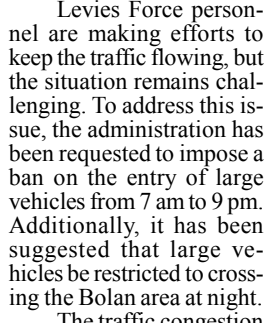 Levies Force person-
nel are making efforts to
keep the traffic flowing, but
the situation remains chal-
lenging. To address this is-
sue, the administration has
been requested to impose a
ban on the entry of large
vehicles from 7 am to 9 pm.
Additionally, it has been
suggested that large ve-
hicles be restricted to cross-
ing the Bolan area at night.
The traffic congestion